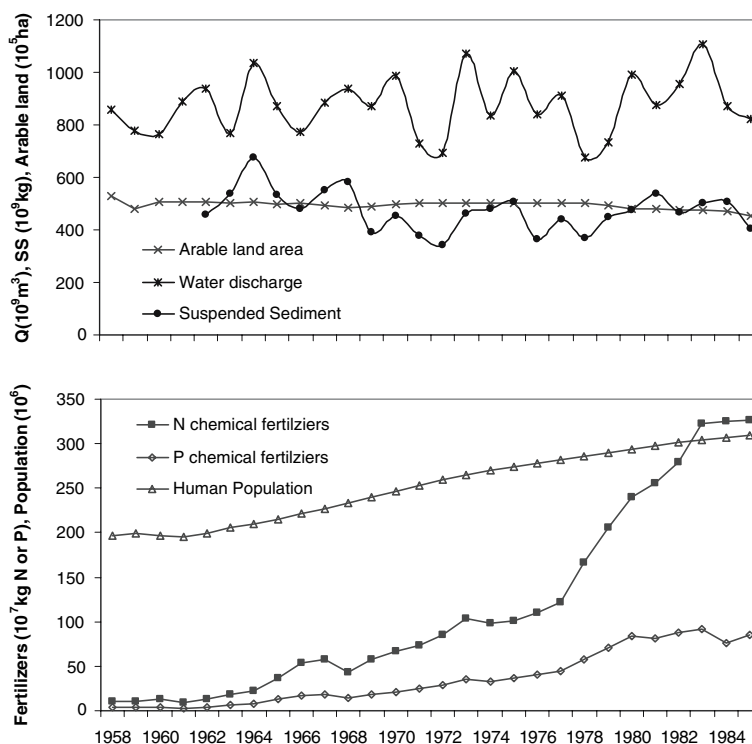 Q(10⁹m³), SS (10⁹kg), Arable land (10⁵ha)
1200
1000
800
600
400
200
0
Arable land area
Water discharge
Suspended Sediment
Fertilizers (10⁷kg N or P), Population (10⁶)
350
300
250
200
150
100
50
0
N chemical fertilziers
P chemical fertilziers
Human Population
1958 1960 1962 1964 1966 1968 1970 1972 1974 1976 1978 1980 1982 1984